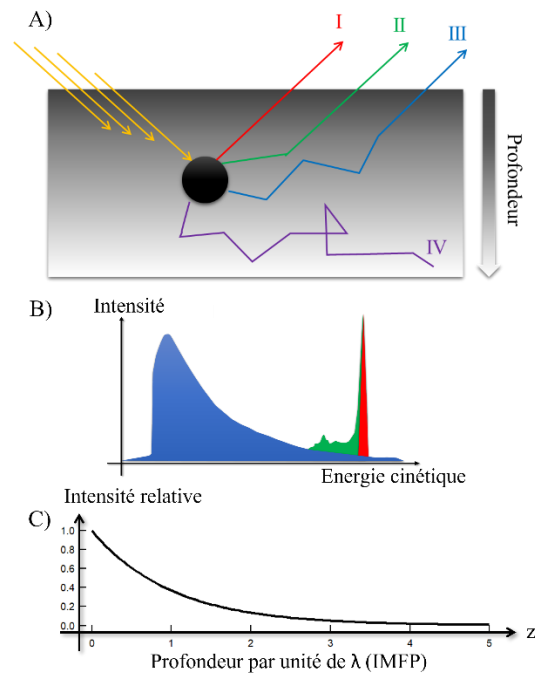 A)
I
II
III
IV
Profondeur
B)
Intensité
Energie cinétique
Intensité relative
C)
1.0
0.8
0.6
0.4
0.2
0.0
0 1 2 3 4 5
z
Profondeur par unité de λ (IMFP)